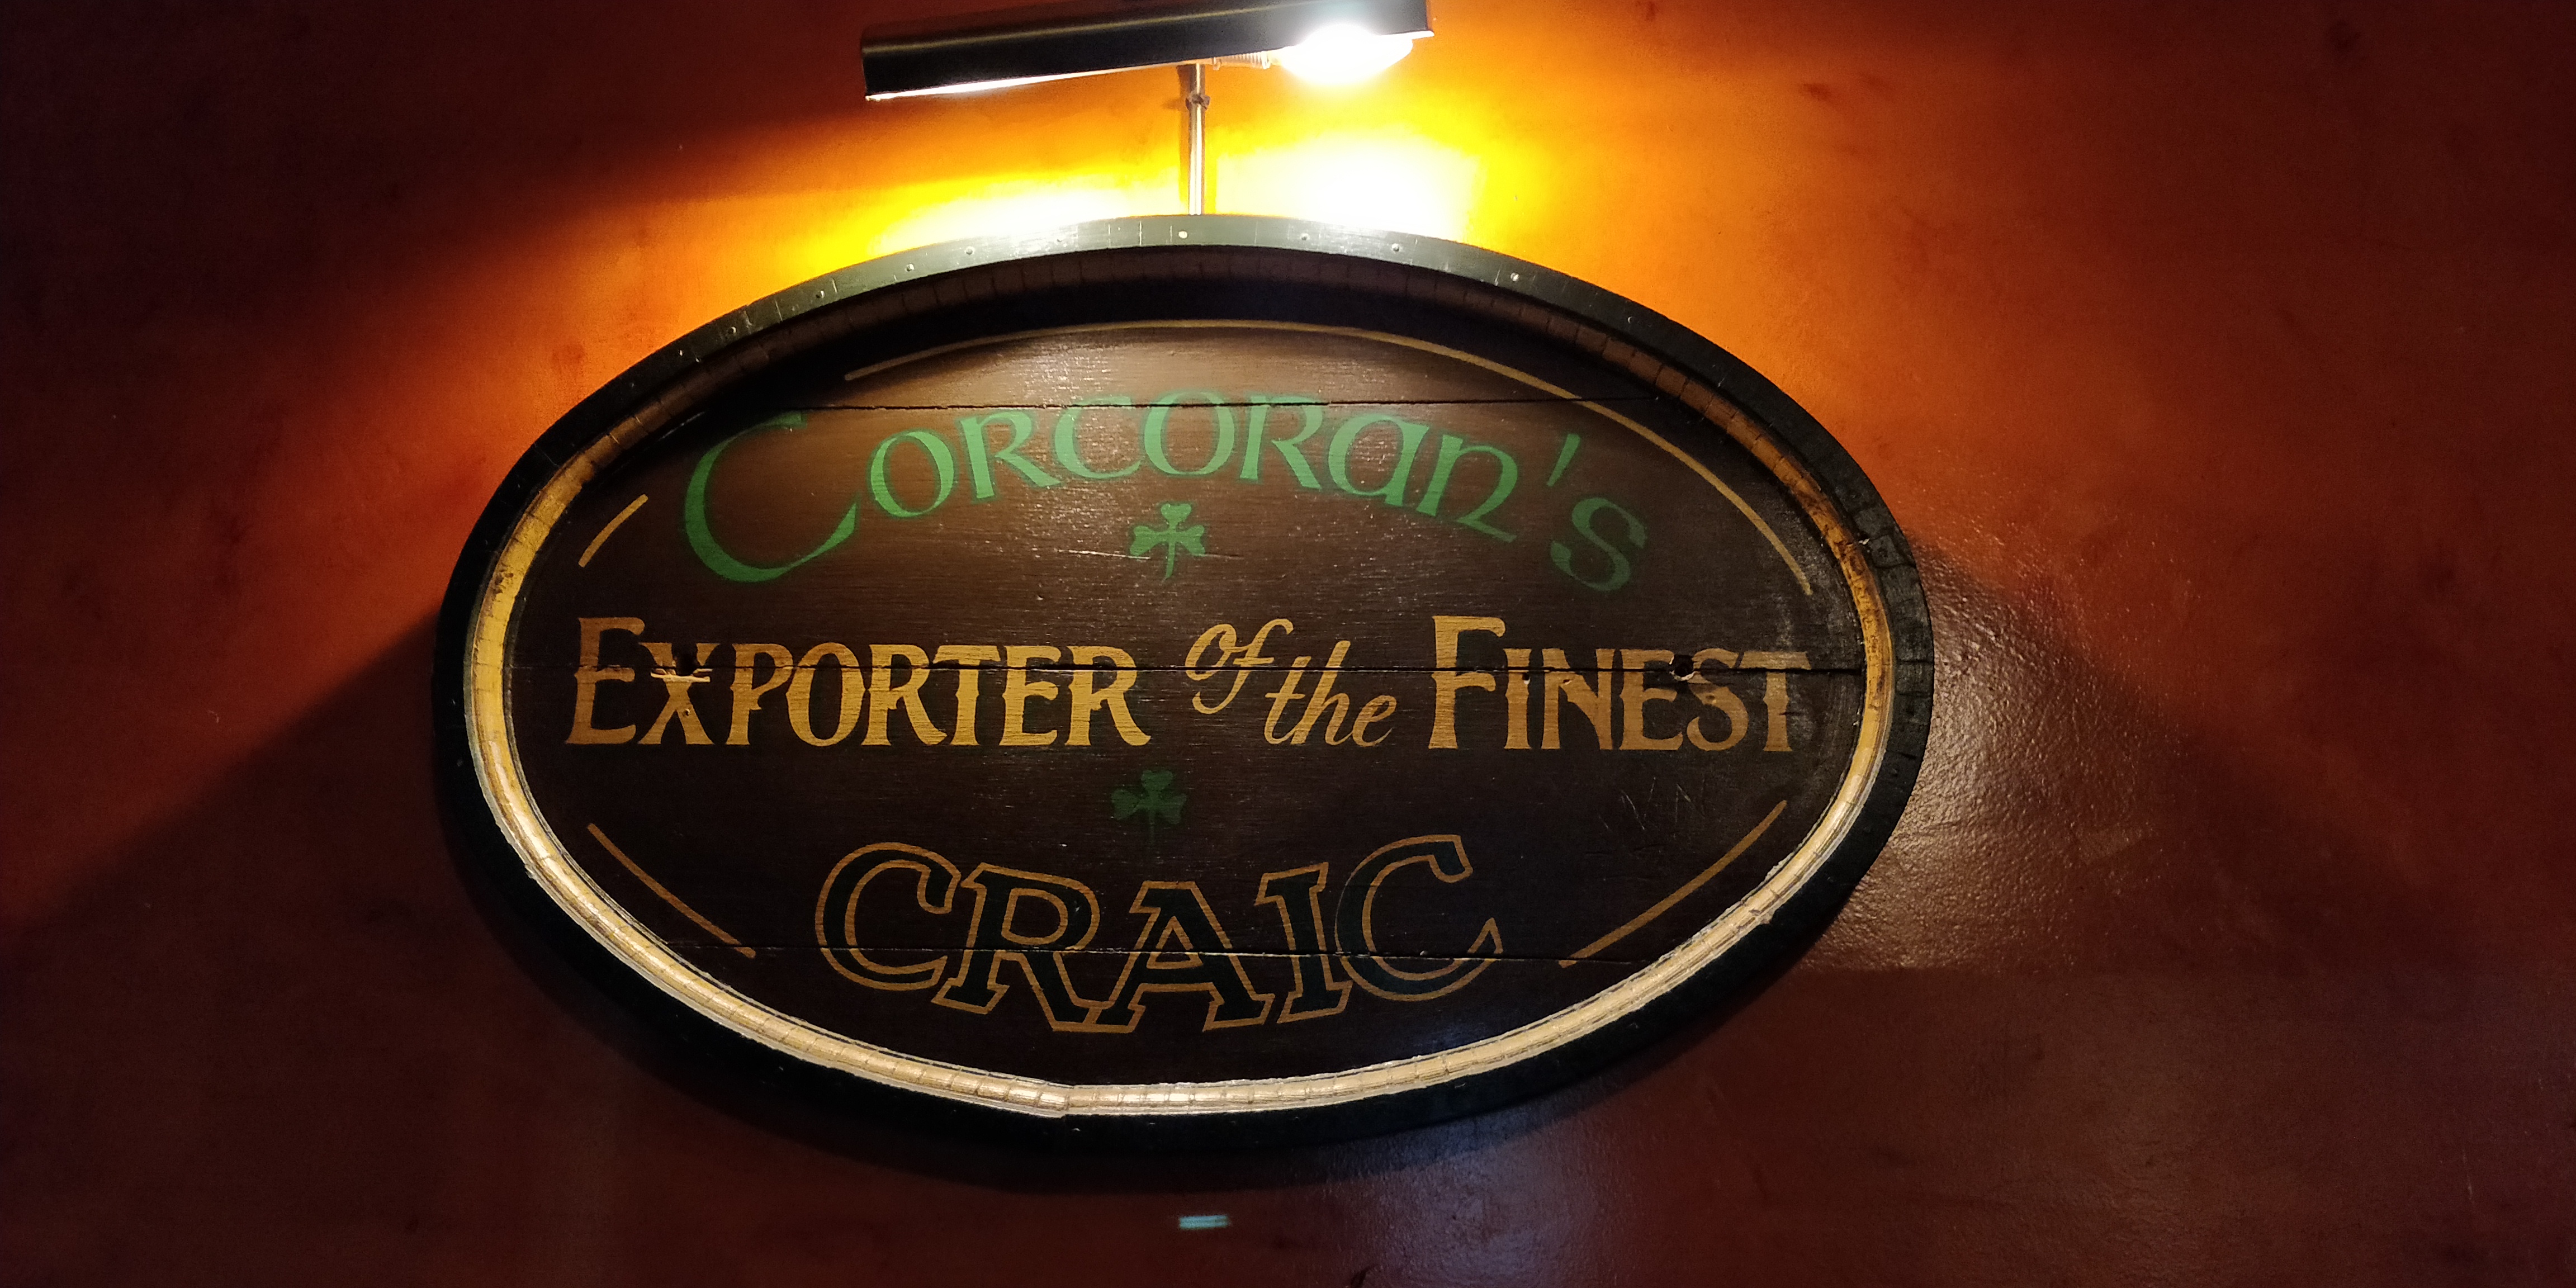 Corcoran's
EXPORTER of the FINEST
CRAIC